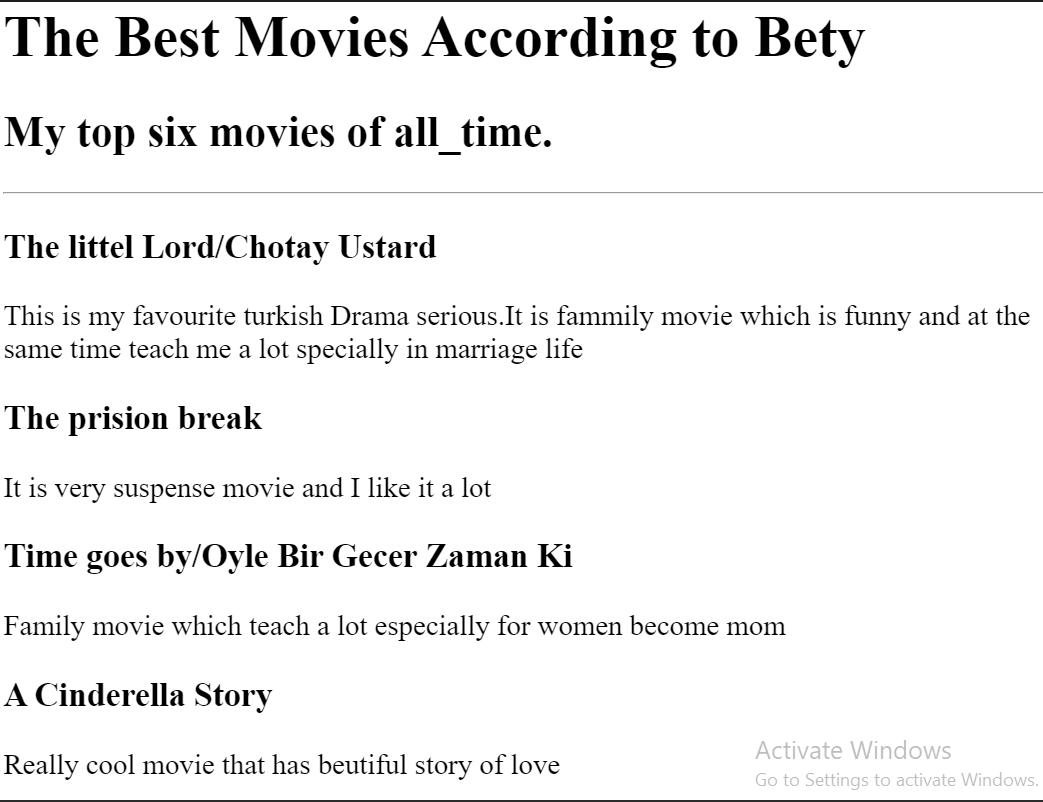 The Best Movies According to Bety
My top six movies of all_time.
The littel Lord/Chotay Ustard
This is my favourite turkish Drama serious.It is fammily movie which is funny and at the
same time teach me a lot specially in marriage life
The prision break
It is very suspense movie and I like it a lot
Time goes by/Oyle Bir Gecer Zaman Ki
Family movie which teach a lot especially for women become mom
A Cinderella Story
Really cool movie that has beutiful story of love
Activate Windows
Go to Settings to activate Windows.